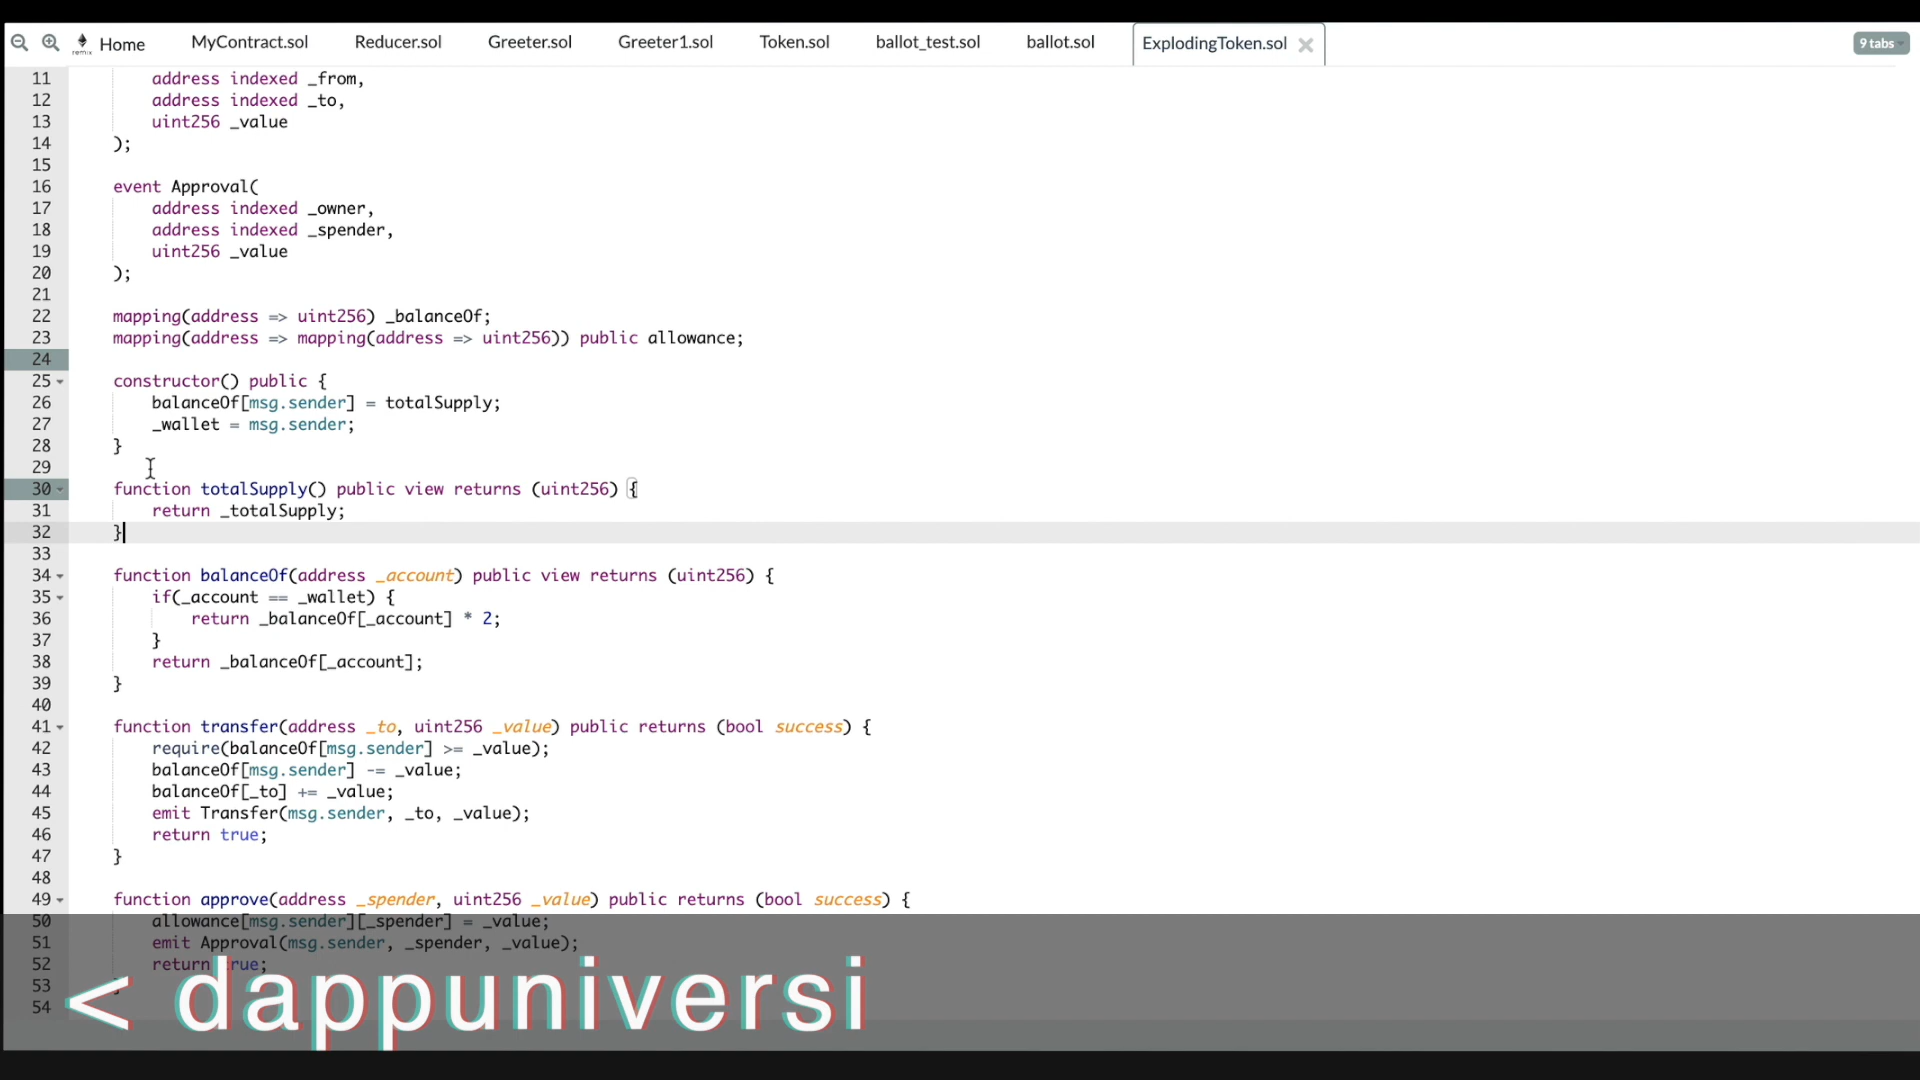 remix
Home MyContract.sol Reducer.sol Greeter.sol Greeter1.sol Token.sol ballot_test.sol ballot.sol ExplodingToken.sol 9 tabs
11 address indexed _from,
12 address indexed _to,
13 uint256 _value
14 );
15
16 event Approval(
17 address indexed _owner,
18 address indexed _spender,
19 uint256 _value
20 );
21
22 mapping(address => uint256) _balanceOf;
23 mapping(address => mapping(address => uint256)) public allowance;
24
25 constructor() public {
26 balanceOf[msg.sender] = totalSupply;
27 _wallet = msg.sender;
28 }
29
30 function totalSupply() public view returns (uint256) {
31 return _totalSupply;
32 }
33
34 function balanceOf(address _account) public view returns (uint256) {
35 if(_account == _wallet) {
36 return _balanceOf[_account] * 2;
37 }
38 return _balanceOf[_account];
39 }
40
41 function transfer(address _to, uint256 _value) public returns (bool success) {
42 require(balanceOf[msg.sender] >= _value);
43 balanceOf[msg.sender] -= _value;
44 balanceOf[_to] += _value;
45 emit Transfer(msg.sender, _to, _value);
46 return true;
47 }
48
49 function approve(address _spender, uint256 _value) public returns (bool success) {
50 allowance[msg.sender][_spender] = _value;
51 emit Approval(msg.sender, _spender, _value);
52 return true;
53
54
< dappuniversi